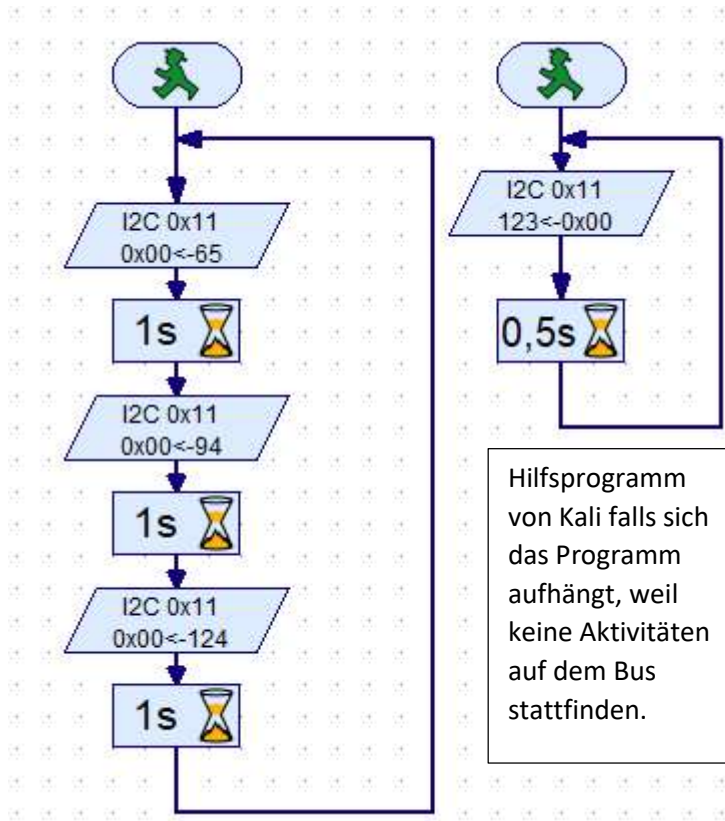 I2C 0x11
0x00<-65
1s
I2C 0x11
0x00<-94
1s
I2C 0x11
0x00<-124
1s
I2C 0x11
123<-0x00
0,5s
Hilfsprogramm
von Kali falls sich
das Programm
aufhängt, weil
keine Aktivitäten
auf dem Bus
stattfinden.